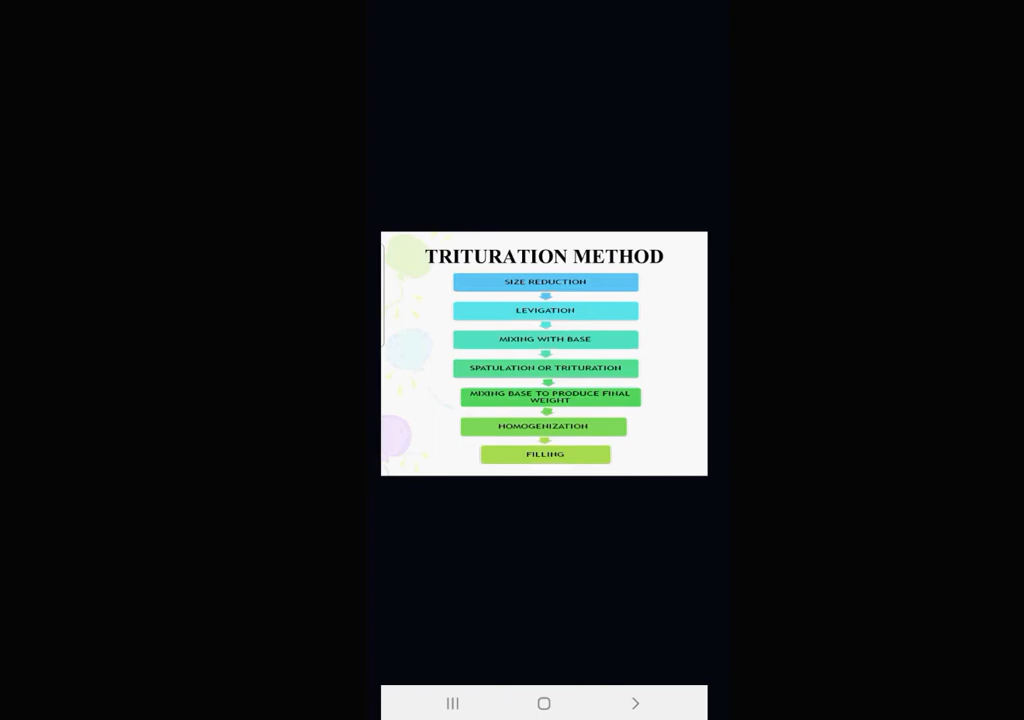 TRITURATION METHOD
SIZE REDUCTION
LEVIGATION
MIXING WITH BASE
SPATULATION OR TRITURATION
MIXING BASE TO PRODUCE FINAL
WEIGHT
HOMOGENIZATION
FILLING